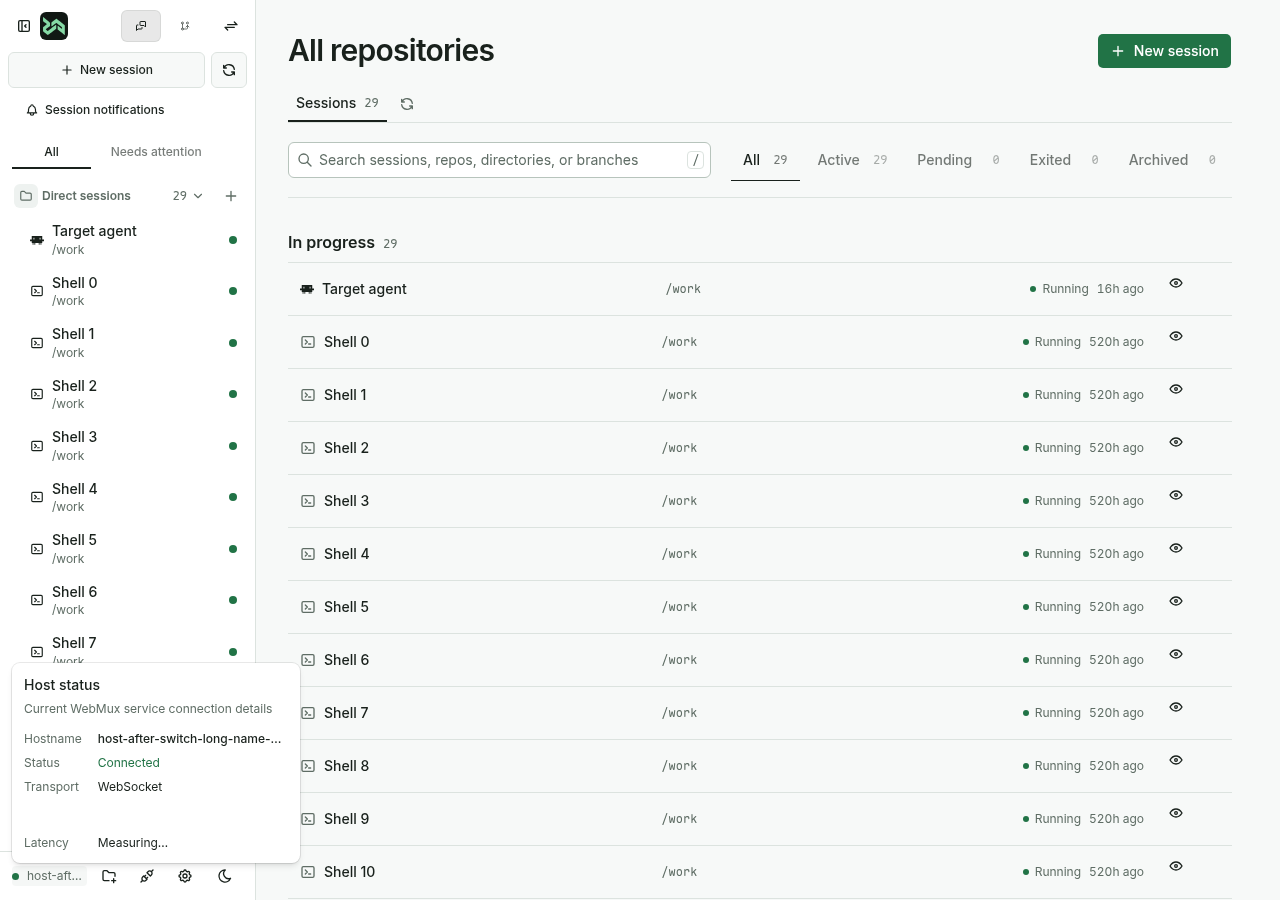 New session
Session notifications
All
Needs attention
Direct sessions 29
Target agent
/work
Shell 0
/work
Shell 1
/work
Shell 2
/work
Shell 3
/work
Shell 4
/work
Shell 5
/work
Shell 6
/work
Shell 7
/work
Host status
Current WebMux service connection details
Hostname host-after-switch-long-name-...
Status Connected
Transport WebSocket
Latency Measuring...
host-aft...
All repositories
New session
Sessions 29
Search sessions, repos, directories, or branches /
All 29 Active 29 Pending 0 Exited 0 Archived 0
In progress 29
Target agent /work Running 16h ago
Shell 0 /work Running 520h ago
Shell 1 /work Running 520h ago
Shell 2 /work Running 520h ago
Shell 3 /work Running 520h ago
Shell 4 /work Running 520h ago
Shell 5 /work Running 520h ago
Shell 6 /work Running 520h ago
Shell 7 /work Running 520h ago
Shell 8 /work Running 520h ago
Shell 9 /work Running 520h ago
Shell 10 /work Running 520h ago